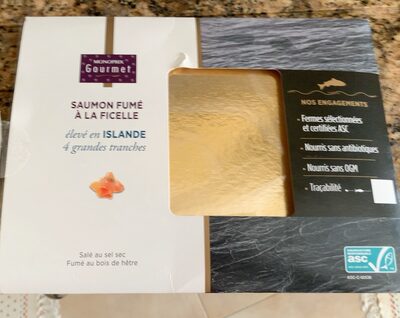 MONOPRIX
Gourmet
SAUMON FUMÉ
À LA FICELLE
élevé en ISLANDE
4 grandes tranches
Salé au sel sec
Fumé au bois de hêtre
NOS ENGAGEMENTS
- Fermes sélectionnées
et certifiées ASC
- Nourris sans antibiotiques
- Nourris sans OGM
- Traçabilité
asc